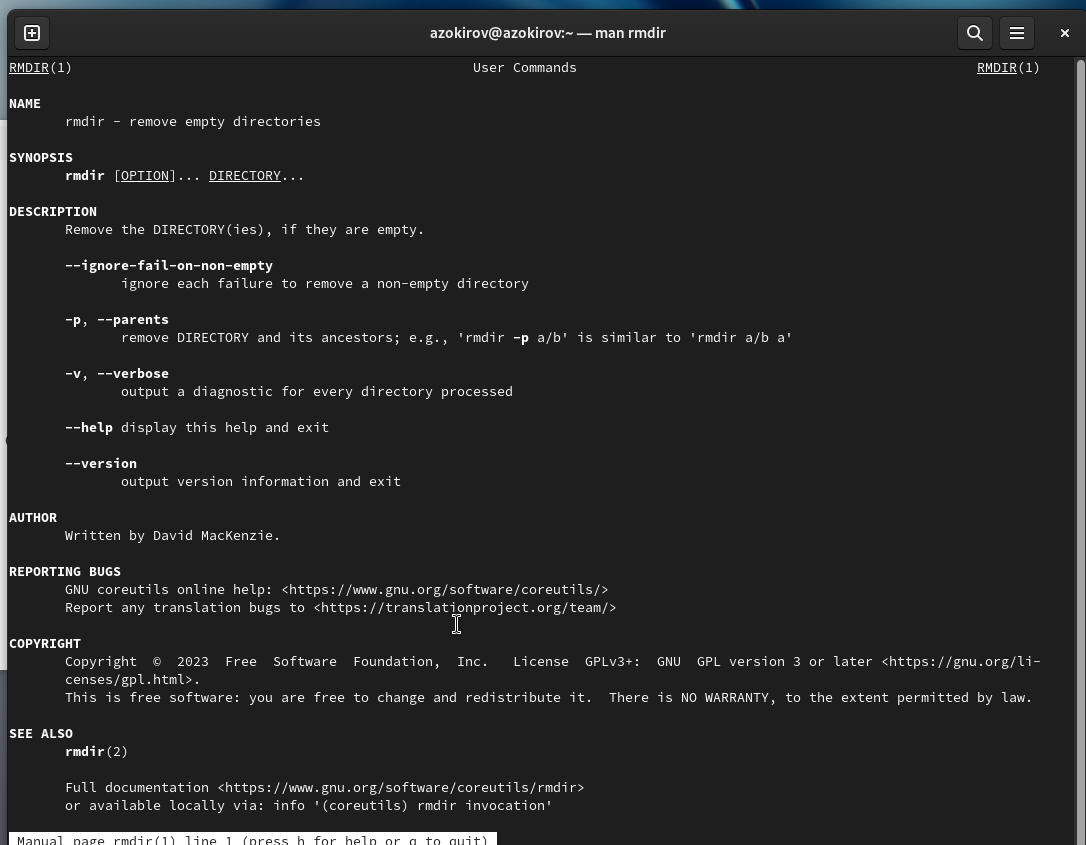 azokirov@azokirov:~ — man rmdir
RMDIR(1) User Commands RMDIR(1)
NAME
rmdir - remove empty directories
SYNOPSIS
rmdir [OPTION]... DIRECTORY...
DESCRIPTION
Remove the DIRECTORY(ies), if they are empty.
--ignore-fail-on-non-empty
ignore each failure to remove a non-empty directory
-p, --parents
remove DIRECTORY and its ancestors; e.g., 'rmdir -p a/b' is similar to 'rmdir a/b a'
-v, --verbose
output a diagnostic for every directory processed
--help display this help and exit
--version
output version information and exit
AUTHOR
Written by David MacKenzie.
REPORTING BUGS
GNU coreutils online help: <https://www.gnu.org/software/coreutils/>
Report any translation bugs to <https://translationproject.org/team/>
COPYRIGHT
Copyright © 2023 Free Software Foundation, Inc. License GPLv3+: GNU GPL version 3 or later <https://gnu.org/li-
censes/gpl.html>.
This is free software: you are free to change and redistribute it. There is NO WARRANTY, to the extent permitted by law.
SEE ALSO
rmdir(2)
Full documentation <https://www.gnu.org/software/coreutils/rmdir>
or available locally via: info '(coreutils) rmdir invocation'
Manual page rmdir(1) line 1 (press h for help or q to quit)